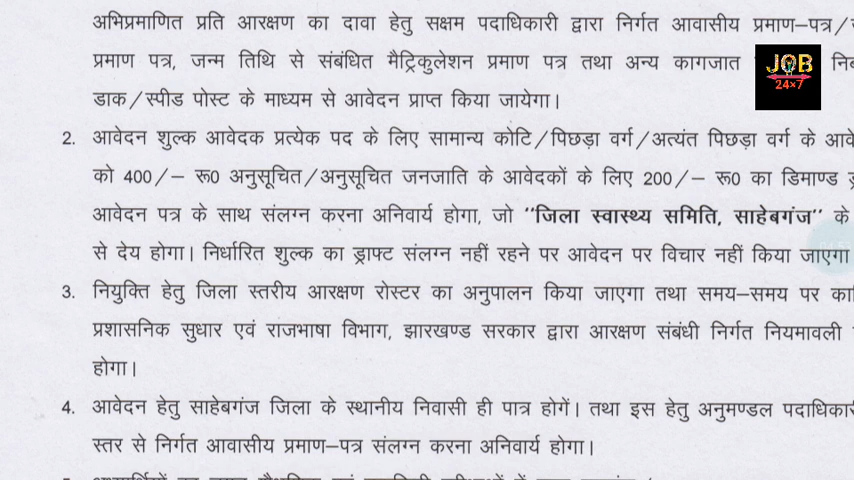 अभिप्रमाणित प्रति आरक्षण का दावा हेतु सक्षम पदाधिकारी द्वारा निर्गत आवासीय प्रमाण–पत्र/
प्रमाण पत्र, जन्म तिथि से संबंधित मैट्रिकुलेशन प्रमाण पत्र तथा अन्य कागजात
JOB
24×7
डाक/स्पीड पोस्ट के माध्यम से आवेदन प्राप्त किया जायेगा।
2. आवेदन शुल्क आवेदक प्रत्येक पद के लिए सामान्य कोटि/पिछड़ा वर्ग/अत्यंत पिछड़ा वर्ग के
को 400/– रू0 अनुसूचित/अनुसूचित जनजाति के आवेदकों के लिए 200/– रू0 का डिमाण्ड
आवेदन पत्र के साथ संलग्न करना अनिवार्य होगा, जो "जिला स्वास्थ्य समिति, साहेबगंज" के
से देय होगा। निर्धारित शुल्क का ड्राफ्ट संलग्न नहीं रहने पर आवेदन पर विचार नहीं किया जाएगा
3. नियुक्ति हेतु जिला स्तरीय आरक्षण रोस्टर का अनुपालन किया जाएगा तथा समय–समय पर
प्रशासनिक सुधार एवं राजभाषा विभाग, झारखण्ड सरकार द्वारा आरक्षण संबंधी निर्गत नियमावली
होगा।
4. आवेदन हेतु साहेबगंज जिला के स्थानीय निवासी ही पात्र होगें। तथा इस हेतु अनुमण्डल
स्तर से निर्गत आवासीय प्रमाण–पत्र संलग्न करना अनिवार्य होगा।